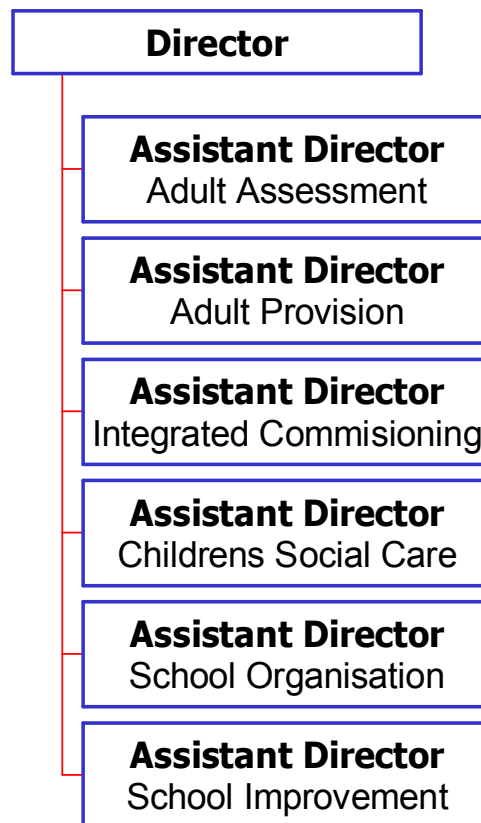 Director
Assistant Director
Adult Assessment
Assistant Director
Adult Provision
Assistant Director
Integrated Commisioning
Assistant Director
Childrens Social Care
Assistant Director
School Organisation
Assistant Director
School Improvement